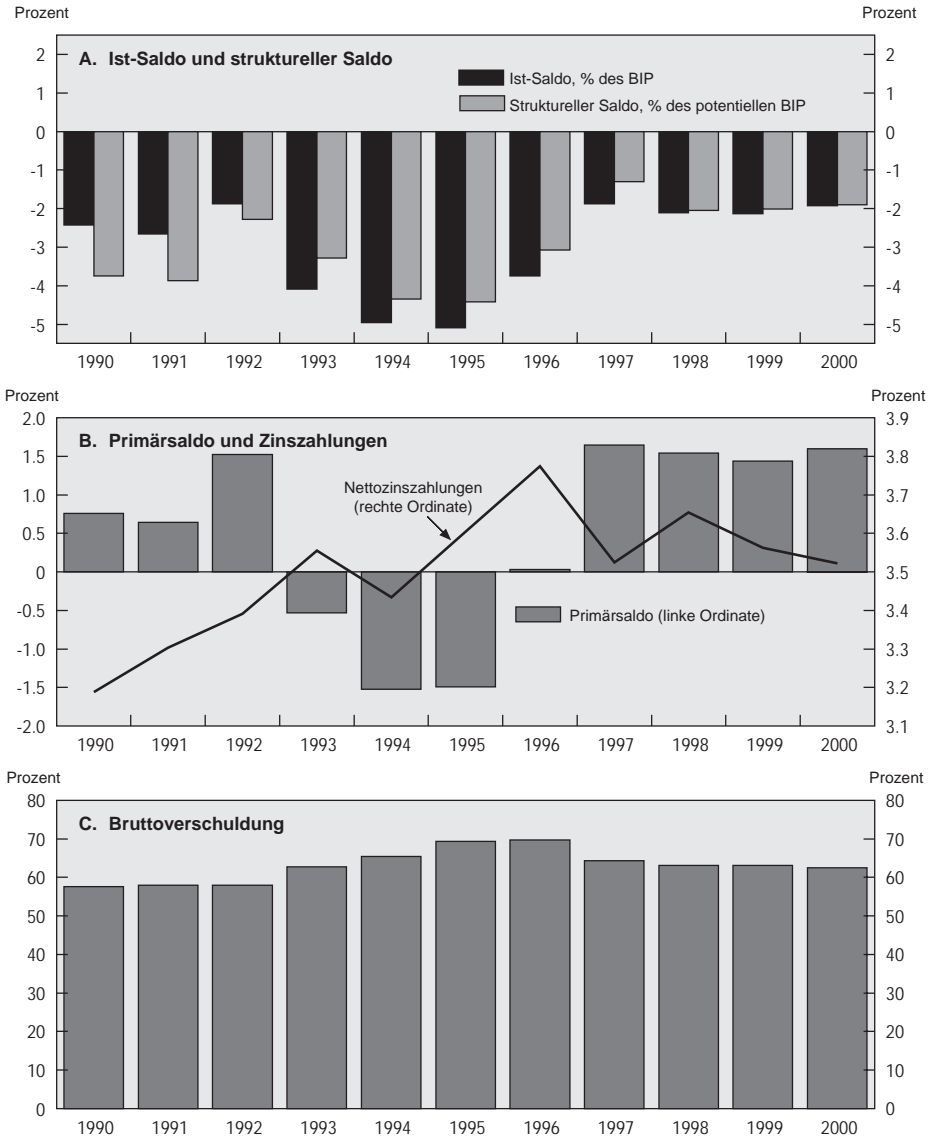 Prozent Prozent
A. Ist-Saldo und struktureller Saldo
Ist-Saldo, % des BIP
Struktureller Saldo, % des potentiellen BIP
2 2
1 1
0 0
-1 -1
-2 -2
-3 -3
-4 -4
-5 -5
1990 1991 1992 1993 1994 1995 1996 1997 1998 1999 2000
Prozent Prozent
B. Primärsaldo und Zinszahlungen
2.0 3.9
1.5 3.8
1.0 3.7
0.5 3.6
0 3.5
-0.5 3.4
-1.0 3.3
-1.5 3.2
-2.0 3.1
Nettozinszahlungen
(rechte Ordinate)
Primärsaldo (linke Ordinate)
1990 1991 1992 1993 1994 1995 1996 1997 1998 1999 2000
Prozent Prozent
C. Bruttoverschuldung
80 80
70 70
60 60
50 50
40 40
30 30
20 20
10 10
0 0
1990 1991 1992 1993 1994 1995 1996 1997 1998 1999 2000